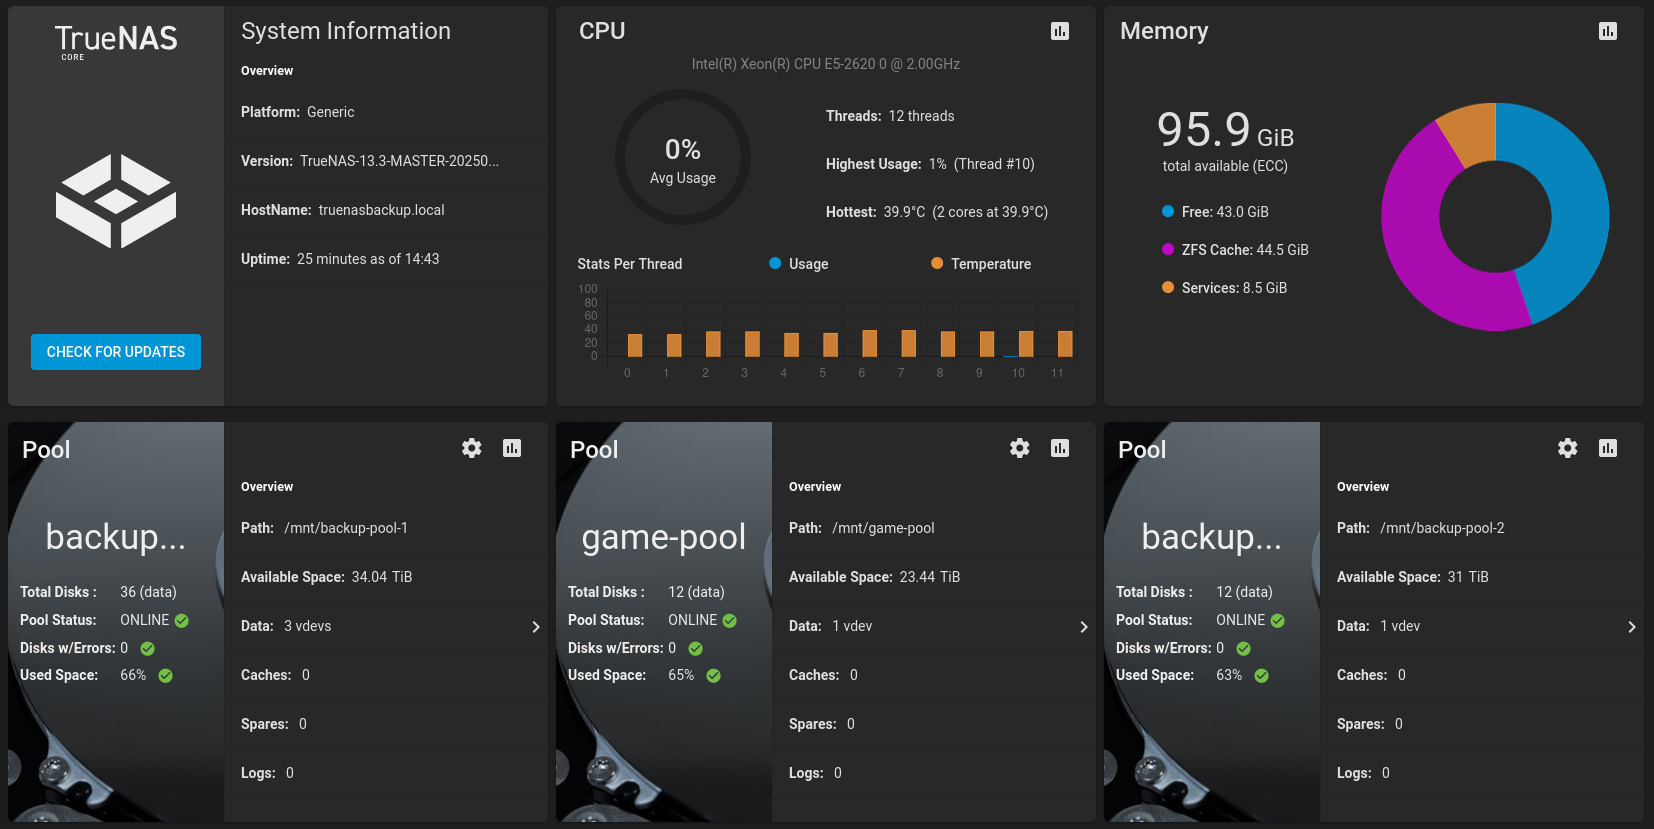 TrueNAS
CORE
CHECK FOR UPDATES
System Information
Overview
Platform: Generic
Version: TrueNAS-13.3-MASTER-20250...
HostName: truenasbackup.local
Uptime: 25 minutes as of 14:43
CPU
Intel(R) Xeon(R) CPU E5-2620 0 @ 2.00GHz
0%
Avg Usage
Threads: 12 threads
Highest Usage: 1% (Thread #10)
Hottest: 39.9°C (2 cores at 39.9°C)
Stats Per Thread Usage Temperature
100
80
60
40
20
0
0 1 2 3 4 5 6 7 8 9 10 11
Memory
95.9 GiB
total available (ECC)
Free: 43.0 GiB
ZFS Cache: 44.5 GiB
Services: 8.5 GiB
Pool
backup...
Total Disks : 36 (data)
Pool Status: ONLINE
Disks w/Errors: 0
Used Space: 66%
Overview
Path: /mnt/backup-pool-1
Available Space: 34.04 TiB
Data: 3 vdevs
Caches: 0
Spares: 0
Logs: 0
Pool
game-pool
Total Disks : 12 (data)
Pool Status: ONLINE
Disks w/Errors: 0
Used Space: 65%
Overview
Path: /mnt/game-pool
Available Space: 23.44 TiB
Data: 1 vdev
Caches: 0
Spares: 0
Logs: 0
Pool
backup...
Total Disks : 12 (data)
Pool Status: ONLINE
Disks w/Errors: 0
Used Space: 63%
Overview
Path: /mnt/backup-pool-2
Available Space: 31 TiB
Data: 1 vdev
Caches: 0
Spares: 0
Logs: 0